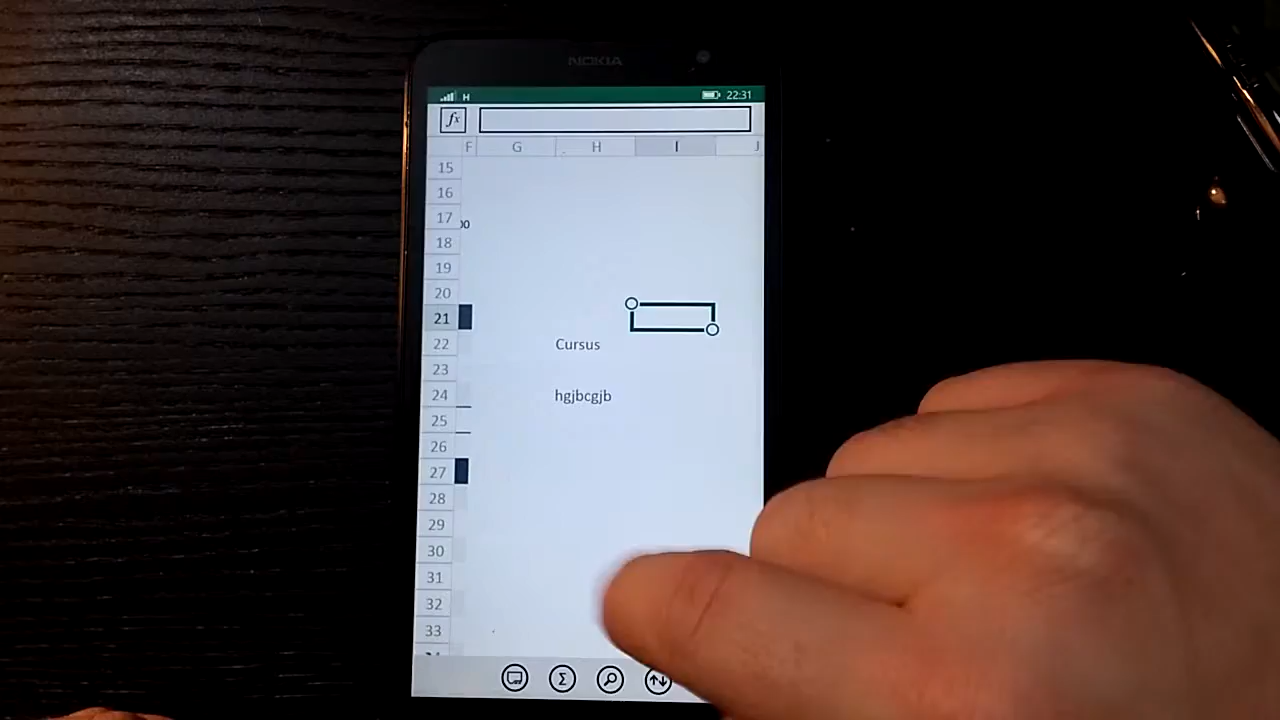 NOKIA
H 22:31
fx
F G H I J
15
16
17 00
18
19
20
21
22 Cursus
23
24 hgjbcgjb
25
26
27
28
29
30
31
32
33
Σ